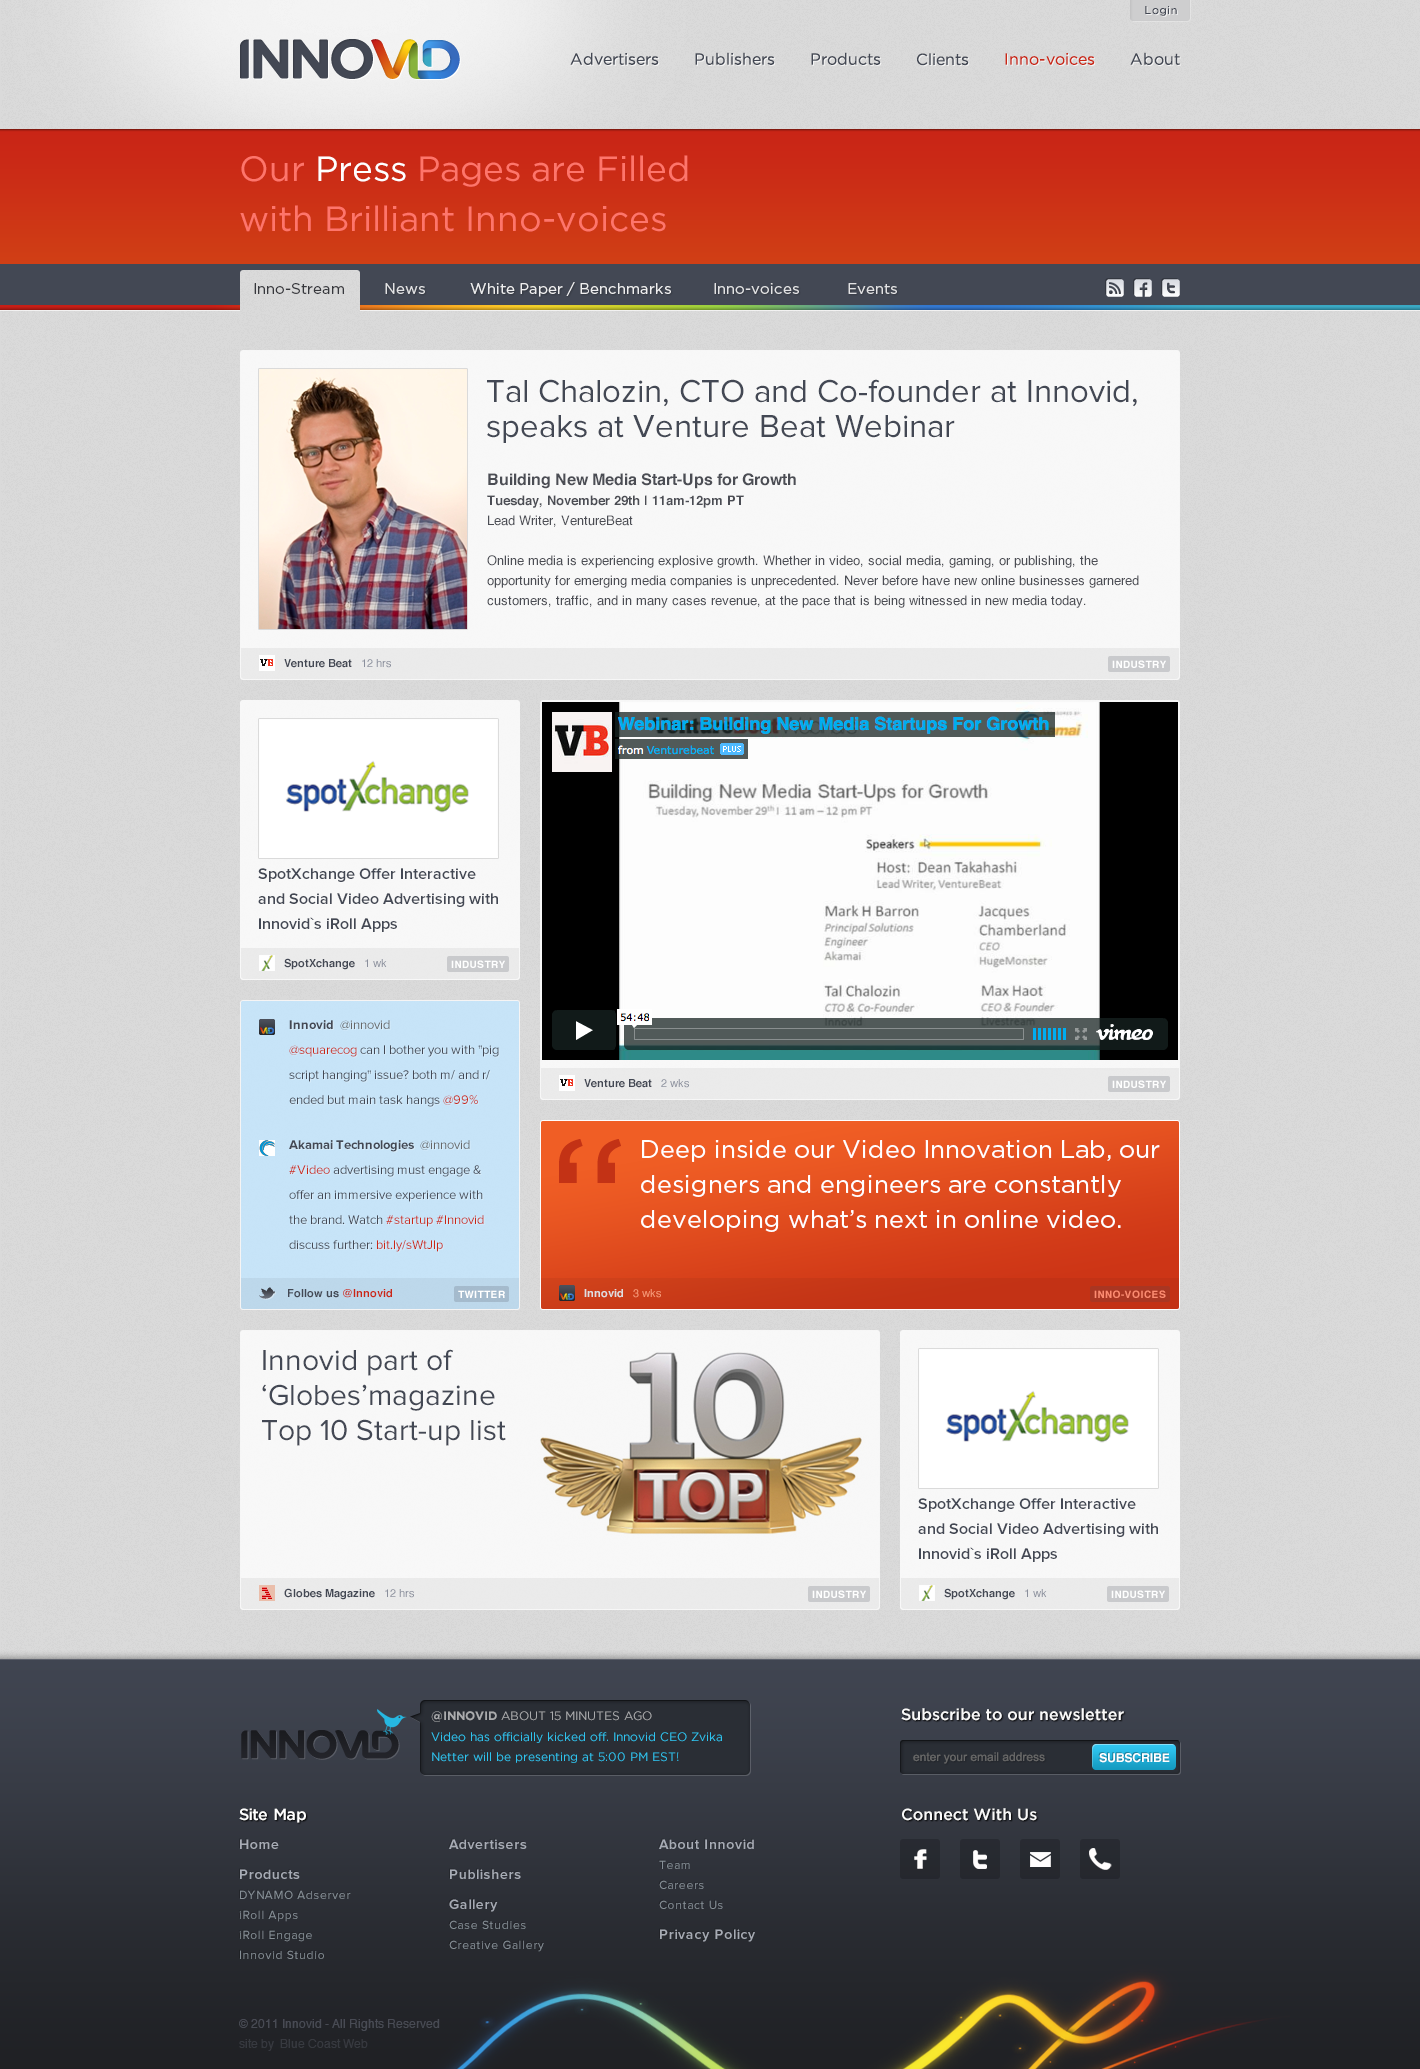 Login
INNOVID
Advertisers Publishers Products Clients Inno-voices About
Our Press Pages are Filled
with Brilliant Inno-voices
Inno-Stream News White Paper / Benchmarks Inno-voices Events
Tal Chalozin, CTO and Co-founder at Innovid,
speaks at Venture Beat Webinar
Building New Media Start-Ups for Growth
Tuesday, November 29th | 11am-12pm PT
Lead Writer, VentureBeat
Online media is experiencing explosive growth. Whether in video, social media, gaming, or publishing, the
opportunity for emerging media companies is unprecedented. Never before have new online businesses garnered
customers, traffic, and in many cases revenue, at the pace that is being witnessed in new media today.
VB Venture Beat 12 hrs INDUSTRY
spotXchange
SpotXchange Offer Interactive
and Social Video Advertising with
Innovid`s iRoll Apps
SpotXchange 1 wk INDUSTRY
VB
Webinar: Building New Media Startups For Growth
from Venturebeat PLUS
Building New Media Start-Ups for Growth
Tuesday, November 29th | 11 am – 12 pm PT
Speakers
Host: Dean Takahashi
Lead Writer, VentureBeat
Mark H Barron
Principal Solutions
Engineer
Akamai
Jacques
Chamberland
CEO
HugeMonster
Tal Chalozin
CTO & Co-Founder
Innovid
Max Haot
CEO & Founder
Livestream
54:48
vimeo
VB Venture Beat 2 wks INDUSTRY
Innovid @innovid
@squarecog can I bother you with "pig
script hanging" issue? both m/ and r/
ended but main task hangs @99%
Akamai Technologies @innovid
#Video advertising must engage &
offer an immersive experience with
the brand. Watch #startup #Innovid
discuss further: bit.ly/sWtJlp
Follow us @Innovid TWITTER
“ Deep inside our Video Innovation Lab, our
designers and engineers are constantly
developing what’s next in online video.
Innovid 3 wks INNO-VOICES
Innovid part of
‘Globes’magazine
Top 10 Start-up list
10
TOP
Globes Magazine 12 hrs INDUSTRY
spotXchange
SpotXchange Offer Interactive
and Social Video Advertising with
Innovid`s iRoll Apps
SpotXchange 1 wk INDUSTRY
INNOVID
@INNOVID ABOUT 15 MINUTES AGO
Video has officially kicked off. Innovid CEO Zvika
Netter will be presenting at 5:00 PM EST!
Subscribe to our newsletter
enter your email address SUBSCRIBE
Site Map
Home
Products
DYNAMO Adserver
iRoll Apps
iRoll Engage
Innovid Studio
Advertisers
Publishers
Gallery
Case Studies
Creative Gallery
About Innovid
Team
Careers
Contact Us
Privacy Policy
Connect With Us
© 2011 Innovid - All Rights Reserved
site by Blue Coast Web